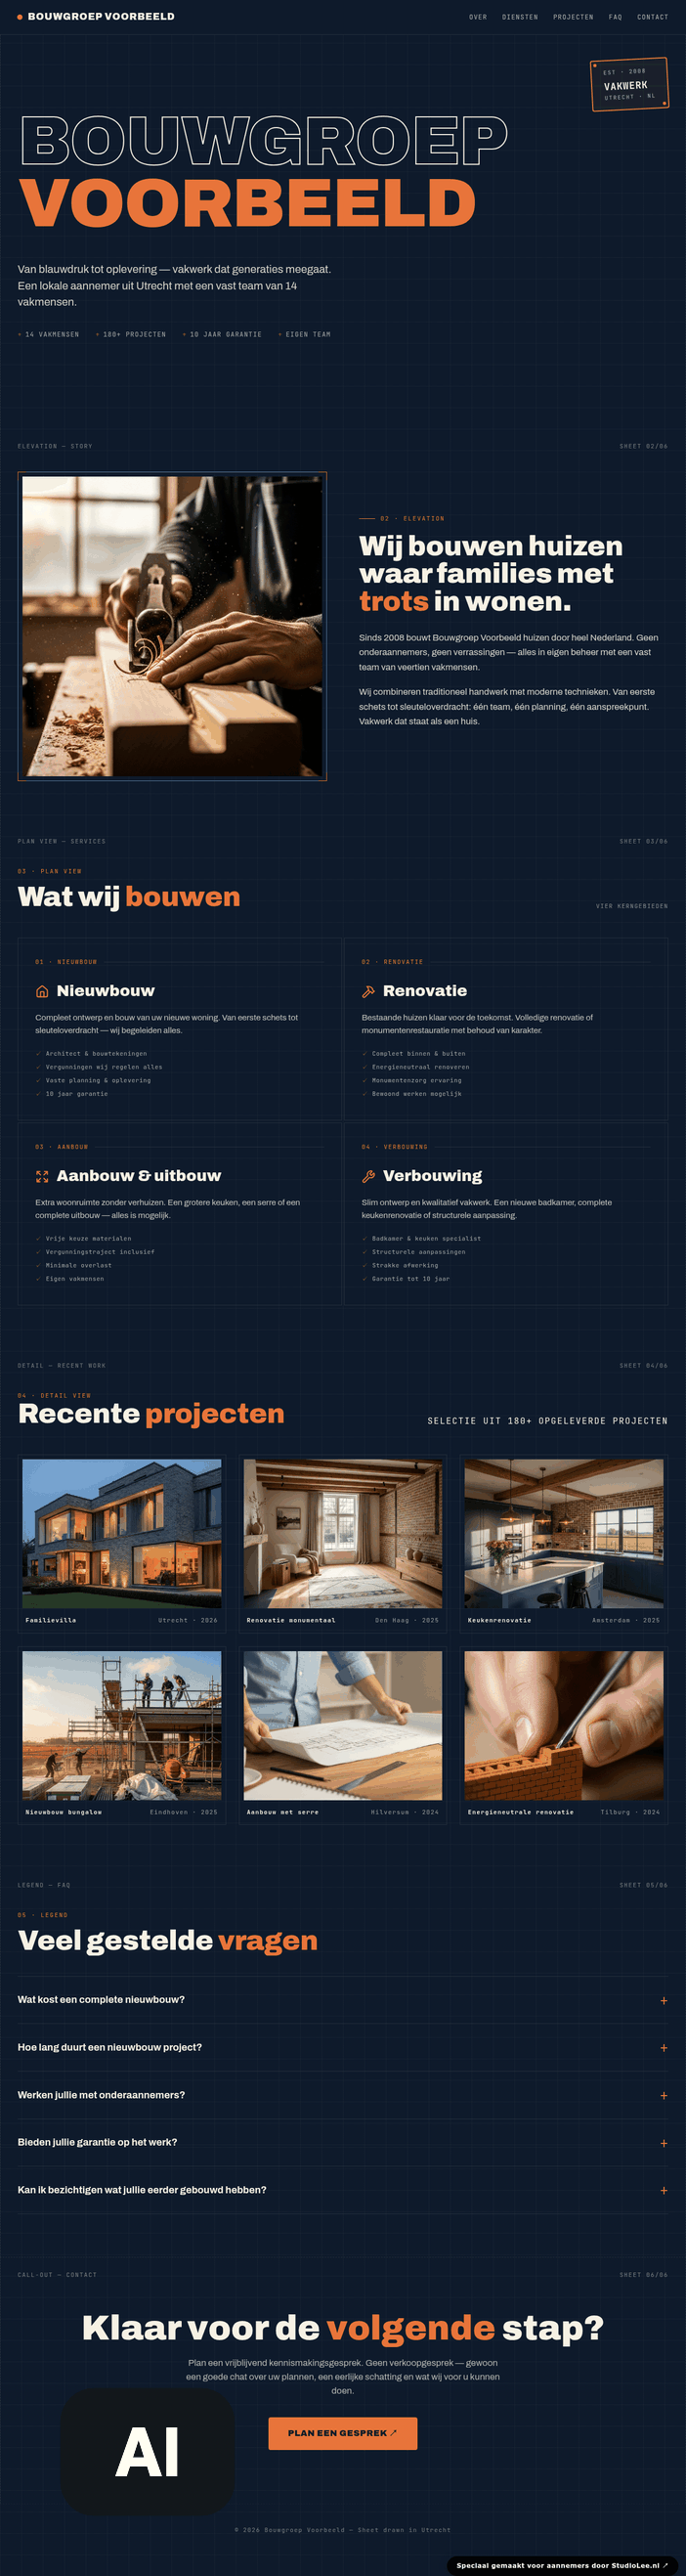 BOUWGROEP VOORBEELD
OVER DIENSTEN PROJECTEN FAQ CONTACT
EST · 2008
VAKWERK
UTRECHT · NL
BOUWGROEP
VOORBEELD
Van blauwdruk tot oplevering — vakwerk dat generaties meegaat.
Een lokale aannemer uit Utrecht met een vast team van 14
vakmensen.
14 VAKMENSEN 180+ PROJECTEN 10 JAAR GARANTIE EIGEN TEAM
ELEVATION — STORY
SHEET 02/06
02 · ELEVATION
Wij bouwen huizen
waar families met
trots in wonen.
Sinds 2008 bouwt Bouwgroep Voorbeeld huizen door heel Nederland. Geen
onderaannemers, geen verrassingen — alles in eigen beheer met een vast
team van veertien vakmensen.
Wij combineren traditioneel handwerk met moderne technieken. Van eerste
schets tot sleuteloverdracht: één team, één planning, één aanspreekpunt.
Vakwerk dat staat als een huis.
PLAN VIEW — SERVICES
SHEET 03/06
03 · PLAN VIEW
Wat wij bouwen
VIER KERNGEBIEDEN
01 · NIEUWBOUW
Nieuwbouw
Compleet ontwerp en bouw van uw nieuwe woning. Van eerste schets tot
sleuteloverdracht — wij begeleiden alles.
✓ Architect & bouwtekeningen
✓ Vergunningen wij regelen alles
✓ Vaste planning & oplevering
✓ 10 jaar garantie
02 · RENOVATIE
Renovatie
Bestaande huizen klaar voor de toekomst. Volledige renovatie of
monumentenrestauratie met behoud van karakter.
✓ Compleet binnen & buiten
✓ Energieneutraal renoveren
✓ Monumentenzorg ervaring
✓ Bewoond werken mogelijk
03 · AANBOUW
Aanbouw & uitbouw
Extra woonruimte zonder verhuizen. Een grotere keuken, een serre of een
complete uitbouw — alles is mogelijk.
✓ Vrije keuze materialen
✓ Vergunningstraject inclusief
✓ Minimale overlast
✓ Eigen vakmensen
04 · VERBOUWING
Verbouwing
Slim ontwerp en kwalitatief vakwerk. Een nieuwe badkamer, complete
keukenrenovatie of structurele aanpassing.
✓ Badkamer & keuken specialist
✓ Structurele aanpassingen
✓ Strakke afwerking
✓ Garantie tot 10 jaar
DETAIL — RECENT WORK
SHEET 04/06
04 · DETAIL VIEW
Recente projecten
SELECTIE UIT 180+ OPGELEVERDE PROJECTEN
Familievilla Utrecht · 2026
Renovatie monumentaal Den Haag · 2025
Keukenrenovatie Amsterdam · 2025
Nieuwbouw bungalow Eindhoven · 2025
Aanbouw met serre Hilversum · 2024
Energieneutrale renovatie Tilburg · 2024
LEGEND — FAQ
SHEET 05/06
05 · LEGEND
Veel gestelde vragen
Wat kost een complete nieuwbouw? +
Hoe lang duurt een nieuwbouw project? +
Werken jullie met onderaannemers? +
Bieden jullie garantie op het werk? +
Kan ik bezichtigen wat jullie eerder gebouwd hebben? +
CALL-OUT — CONTACT
SHEET 06/06
Klaar voor de volgende stap?
Plan een vrijblijvend kennismakingsgesprek. Geen verkoopgesprek — gewoon
een goede chat over uw plannen, een eerlijke schatting en wat wij voor u kunnen
doen.
PLAN EEN GESPREK ↗
AI
© 2026 Bouwgroep Voorbeeld — Sheet drawn in Utrecht
Speciaal gemaakt voor aannemers door StudioLee.nl ↗